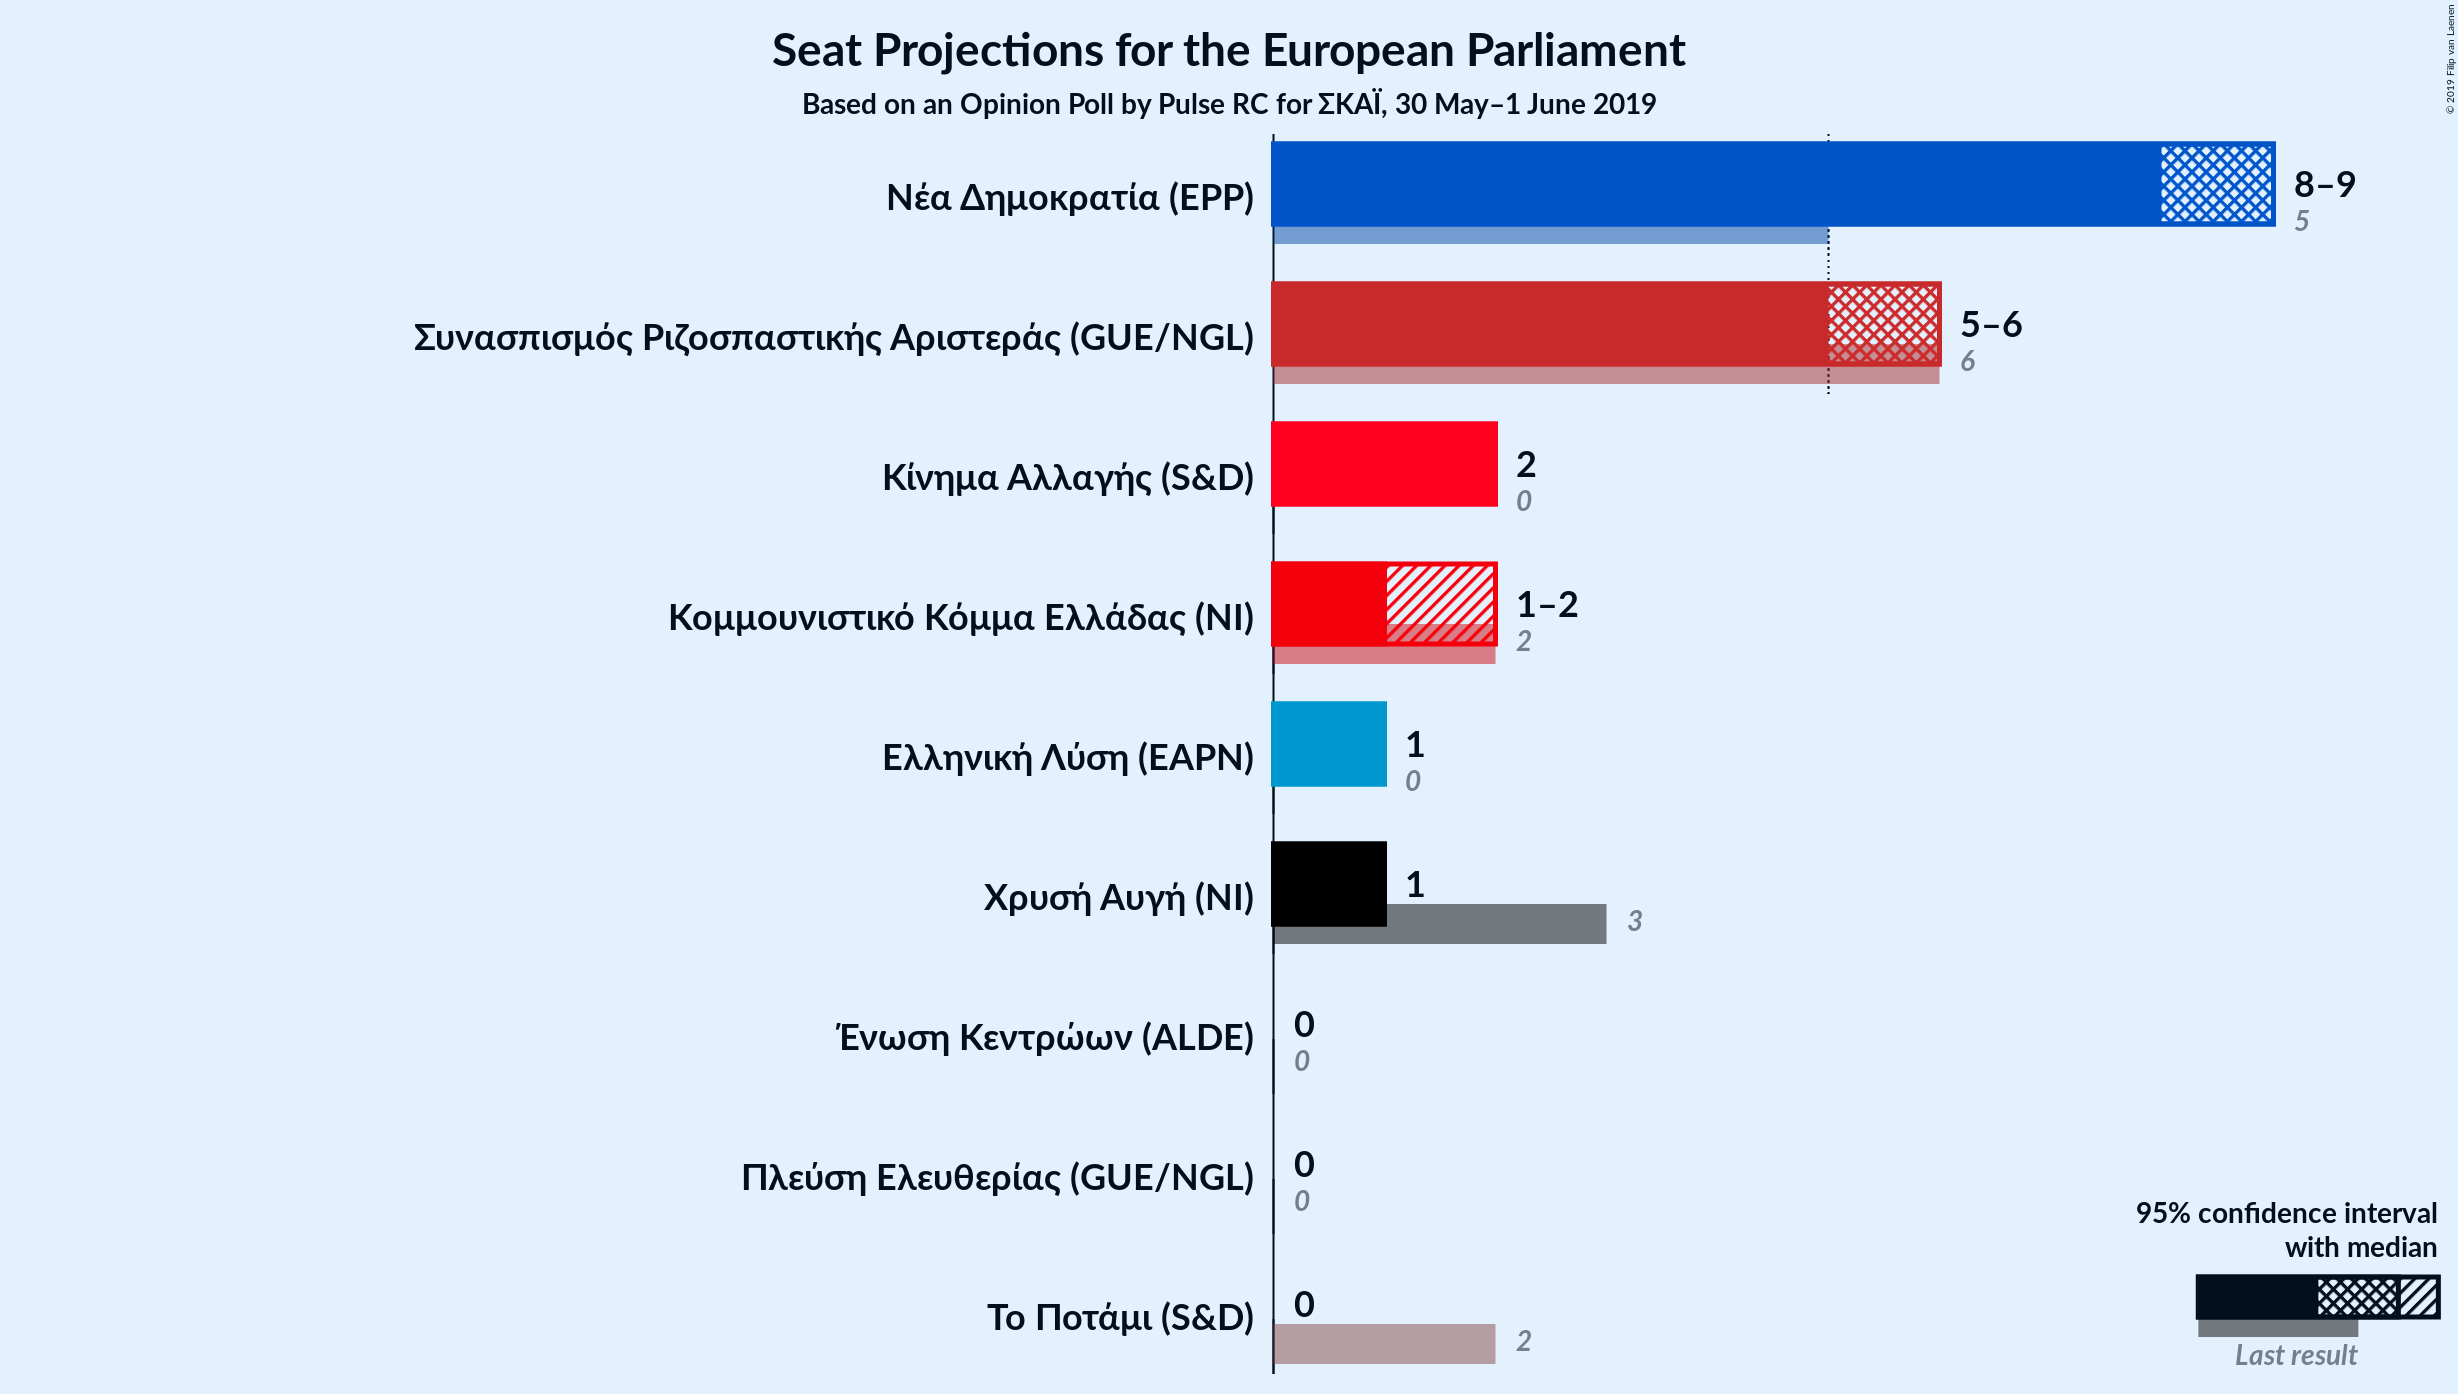 Seat Projections for the European Parliament
Based on an Opinion Poll by Pulse RC for ΣΚΑΪ, 30 May–1 June 2019
© 2019 Filip van Laenen
Νέα Δημοκρατία (EPP)
8–9
5
Συνασπισμός Ριζοσπαστικής Αριστεράς (GUE/NGL)
5–6
6
Κίνημα Αλλαγής (S&D)
2
0
Κομμουνιστικό Κόμμα Ελλάδας (NI)
1–2
2
Ελληνική Λύση (EAPN)
1
0
Χρυσή Αυγή (NI)
1
3
Ένωση Κεντρώων (ALDE)
0
0
Πλεύση Ελευθερίας (GUE/NGL)
0
0
Το Ποτάμι (S&D)
0
2
95% confidence interval
with median
Last result